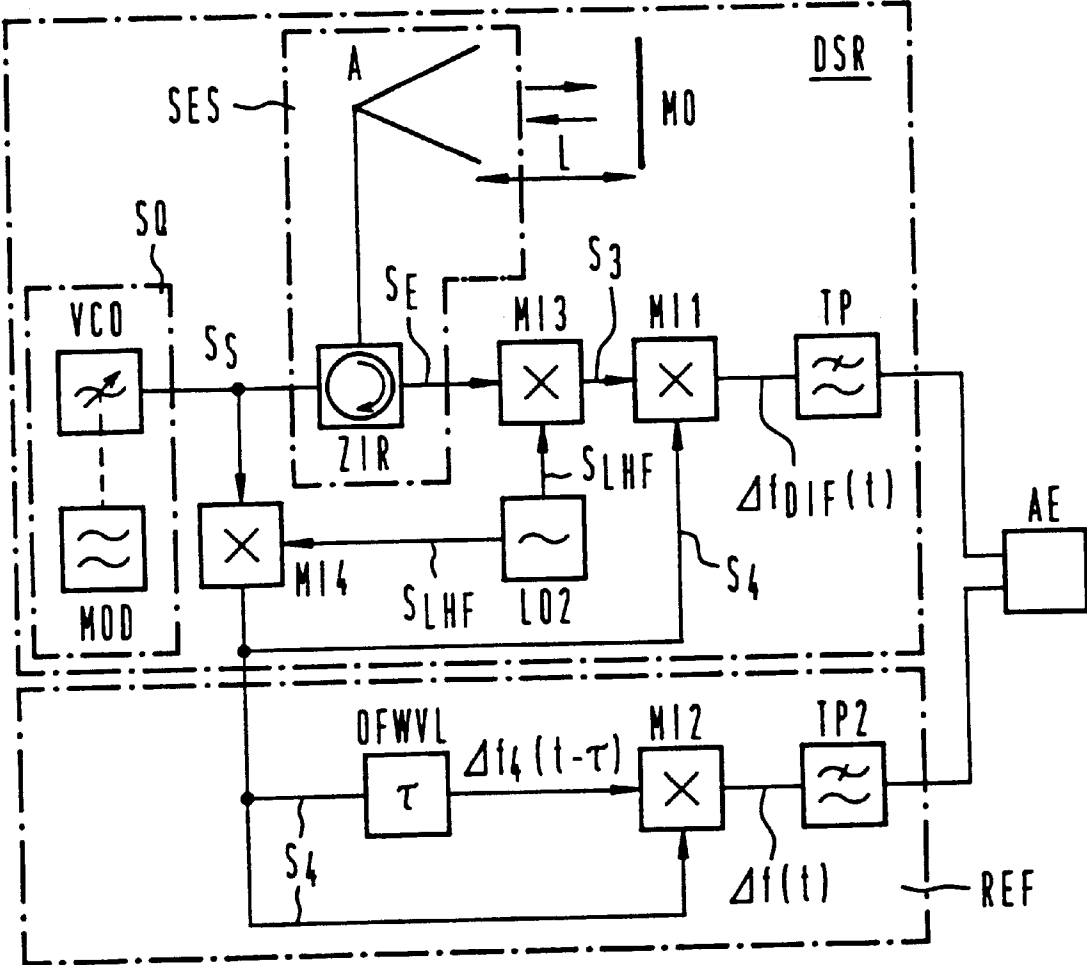 A
DSR
SES
MO
L
SQ
S3
SE
VCO
MI3
MI1
TP
SS
ZIR
SLHF
ΔfDIF(t)
AE
MI4
S4
SLHF
LO2
MOD
OFWVL
MI2
TP2
Δf4(t-τ)
τ
S4
Δf(t)
REF